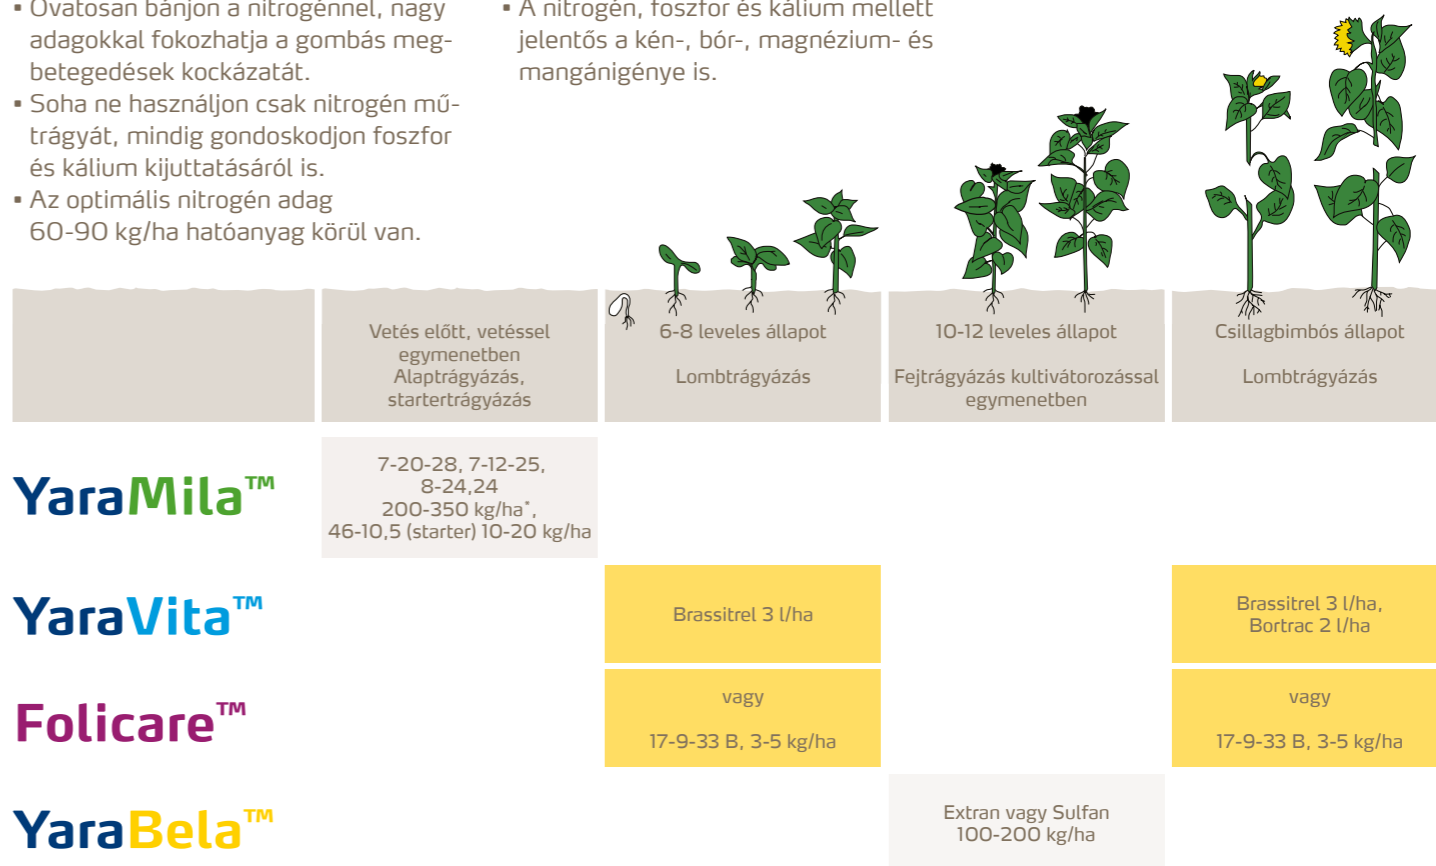 ▪ Óvatosan bánjon a nitrogénnel, nagy
adagokkal fokozhatja a gombás meg-
betegedések kockázatát.
▪ Soha ne használjon csak nitrogén mű-
trágyát, mindig gondoskodjon foszfor
és kálium kijuttatásáról is.
▪ Az optimális nitrogén adag
60-90 kg/ha hatóanyag körül van.
▪ A nitrogén, foszfor és kálium mellett
jelentős a kén-, bór-, magnézium- és
mangánigénye is.
Vetés előtt, vetéssel
egymenetben
Alaptrágyázás,
startertrágyázás
6-8 leveles állapot
Lombtrágyázás
10-12 leveles állapot
Fejtrágyázás kultivátorozással
egymenetben
Csillagbimbós állapot
Lombtrágyázás
YaraMila™
7-20-28, 7-12-25,
8-24,24
200-350 kg/ha*,
46-10,5 (starter) 10-20 kg/ha
YaraVita™
Brassitrel 3 l/ha
Brassitrel 3 l/ha,
Bortrac 2 l/ha
Folicare™
vagy
17-9-33 B, 3-5 kg/ha
vagy
17-9-33 B, 3-5 kg/ha
YaraBela™
Extran vagy Sulfan
100-200 kg/ha